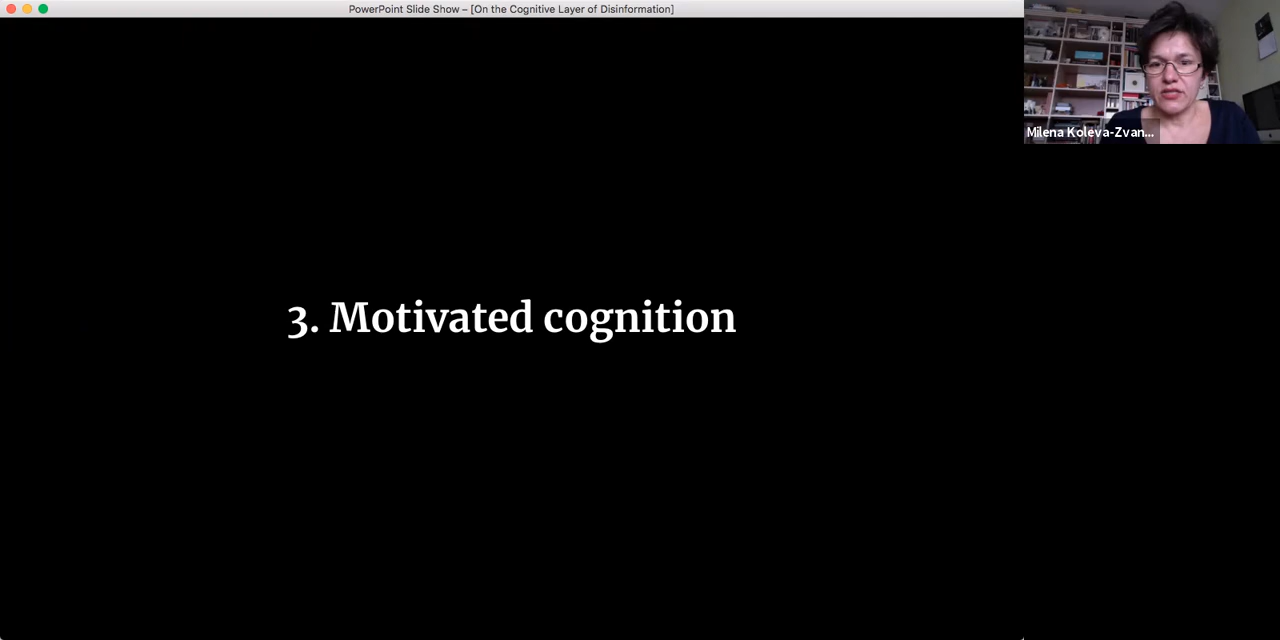 PowerPoint Slide Show – [On the Cognitive Layer of Disinformation]
Milena Koleva-Zvan...
3. Motivated cognition